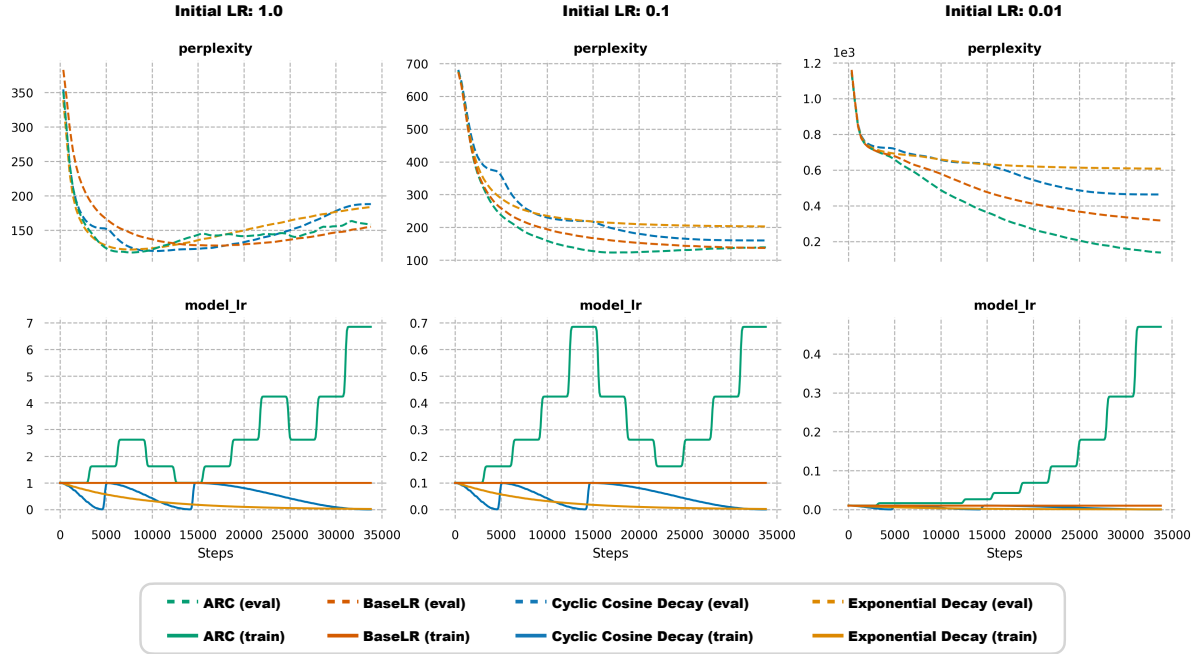 Initial LR: 1.0
Initial LR: 0.1
Initial LR: 0.01
perplexity
perplexity
perplexity
1e3
350
300
250
200
150
700
600
500
400
300
200
100
1.2
1.0
0.8
0.6
0.4
0.2
model_lr
model_lr
model_lr
7
6
5
4
3
2
1
0
0.7
0.6
0.5
0.4
0.3
0.2
0.1
0.0
0.4
0.3
0.2
0.1
0.0
0 5000 10000 15000 20000 25000 30000 35000
0 5000 10000 15000 20000 25000 30000 35000
0 5000 10000 15000 20000 25000 30000 35000
Steps
Steps
Steps
ARC (eval) BaseLR (eval) Cyclic Cosine Decay (eval) Exponential Decay (eval)
ARC (train) BaseLR (train) Cyclic Cosine Decay (train) Exponential Decay (train)